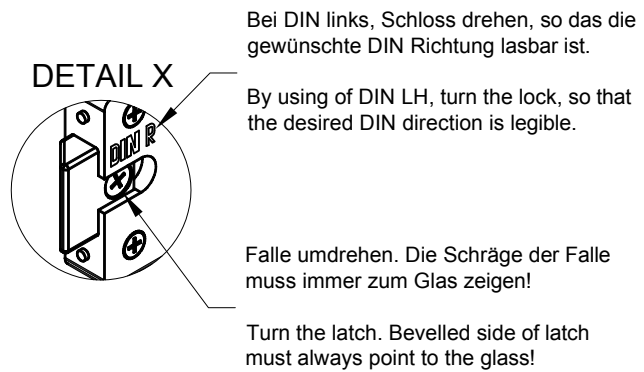 Bei DIN links, Schloss drehen, so das die
gewünschte DIN Richtung lasbar ist.
DETAIL X
By using of DIN LH, turn the lock, so that
the desired DIN direction is legible.
DIN R
Falle umdrehen. Die Schräge der Falle
muss immer zum Glas zeigen!
Turn the latch. Bevelled side of latch
must always point to the glass!